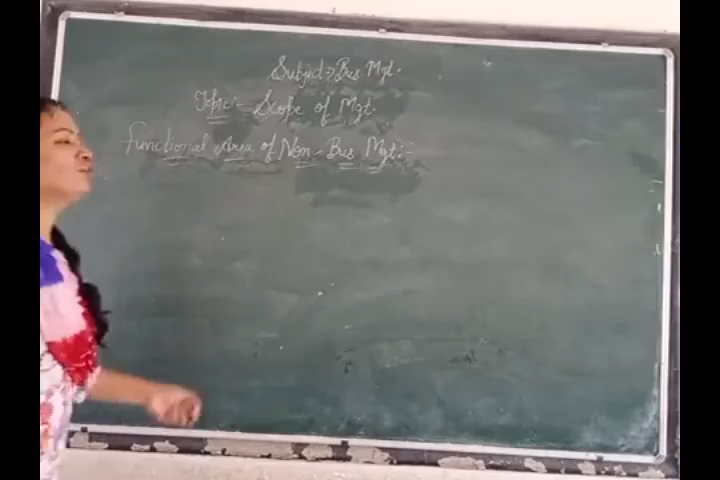 Subject:> Bus Mgt.
Topic:- Scope of Mgt.
Functional Area of Non-Bus Mgt:-